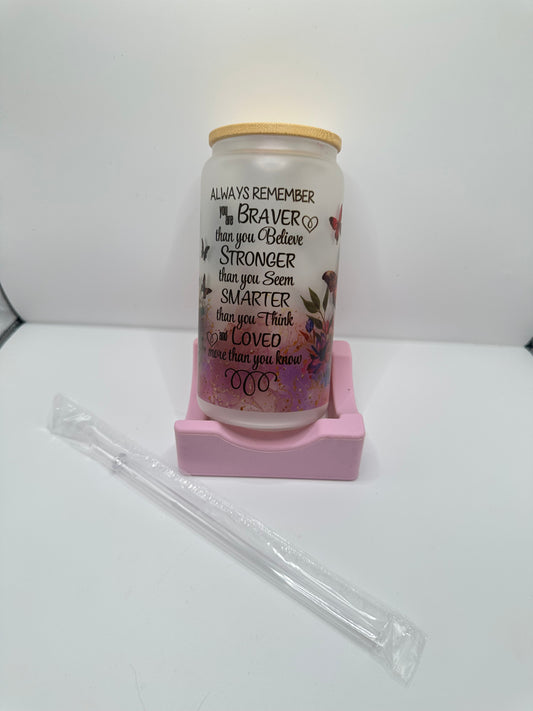 ALWAYS REMEMBER
you are BRAVER
than you Believe
STRONGER
than you Seem
SMARTER
than you Think
and LOVED
more than you know